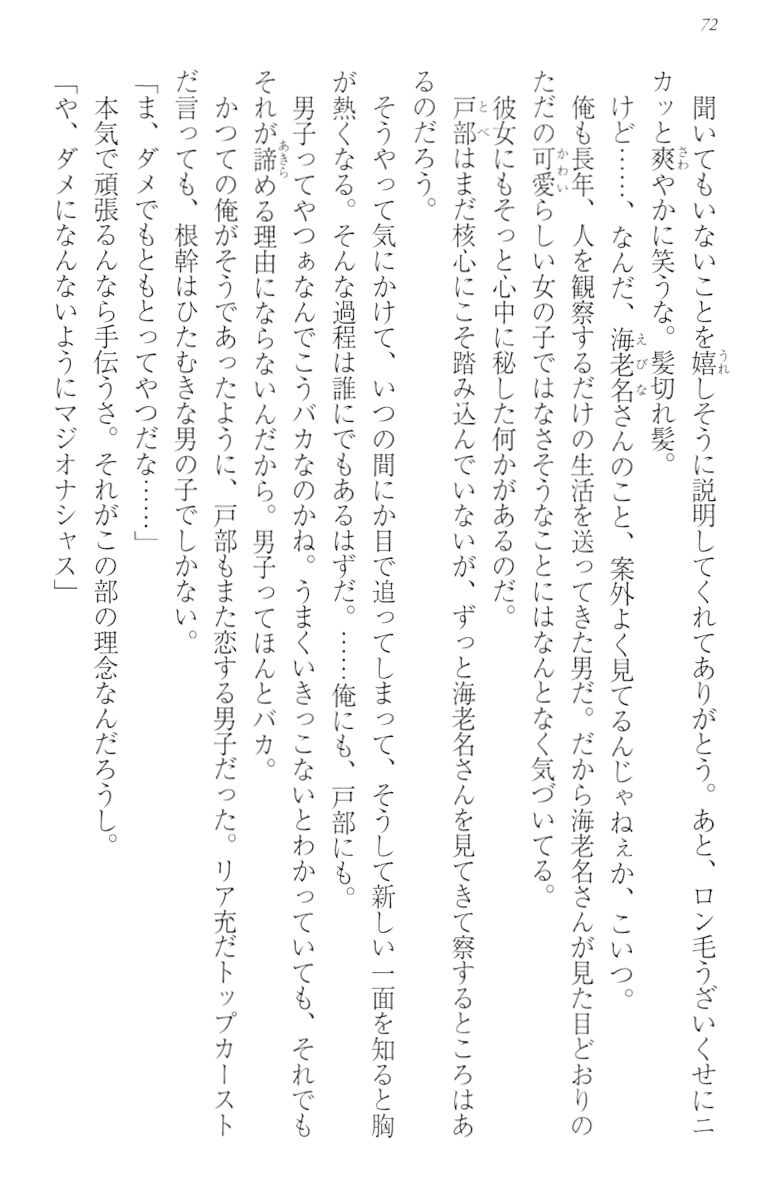 72
聞いてもいないことを嬉しそうに説明してくれてありがとう。あと、ロン毛うざいくせにニ
カッと爽やかに笑うな。髪切れ髪。
けど……、なんだ、海老名さんのこと、案外よく見てるんじゃねぇか、こいつ。
俺も長年、人を観察するだけの生活を送ってきた男だ。だから海老名さんが見た目どおりの
ただの可愛らしい女の子ではなさそうなことにはなんとなく気づいてる。
彼女にもそっと心中に秘した何かがあるのだ。
戸部はまだ核心にこそ踏み込んでいないが、ずっと海老名さんを見てきて察するところはあ
るのだろう。
そうやって気にかけて、いつの間にか目で追ってしまって、そうして新しい一面を知ると胸
が熱くなる。そんな過程は誰にでもあるはずだ。……俺にも、戸部にも。
男子ってやつぁなんでこうバカなのかね。うまくいきっこないとわかっていても、それでも
それが諦める理由にならないんだから。男子ってほんとバカ。
かつての俺がそうであったように、戸部もまた恋する男子だった。リア充だトップカースト
だ言っても、根幹はひたむきな男の子でしかない。
「ま、ダメでもともとってやつだな……」
本気で頑張るんなら手伝うさ。それがこの部の理念なんだろうし。
「や、ダメになんないようにマジオナシャス」